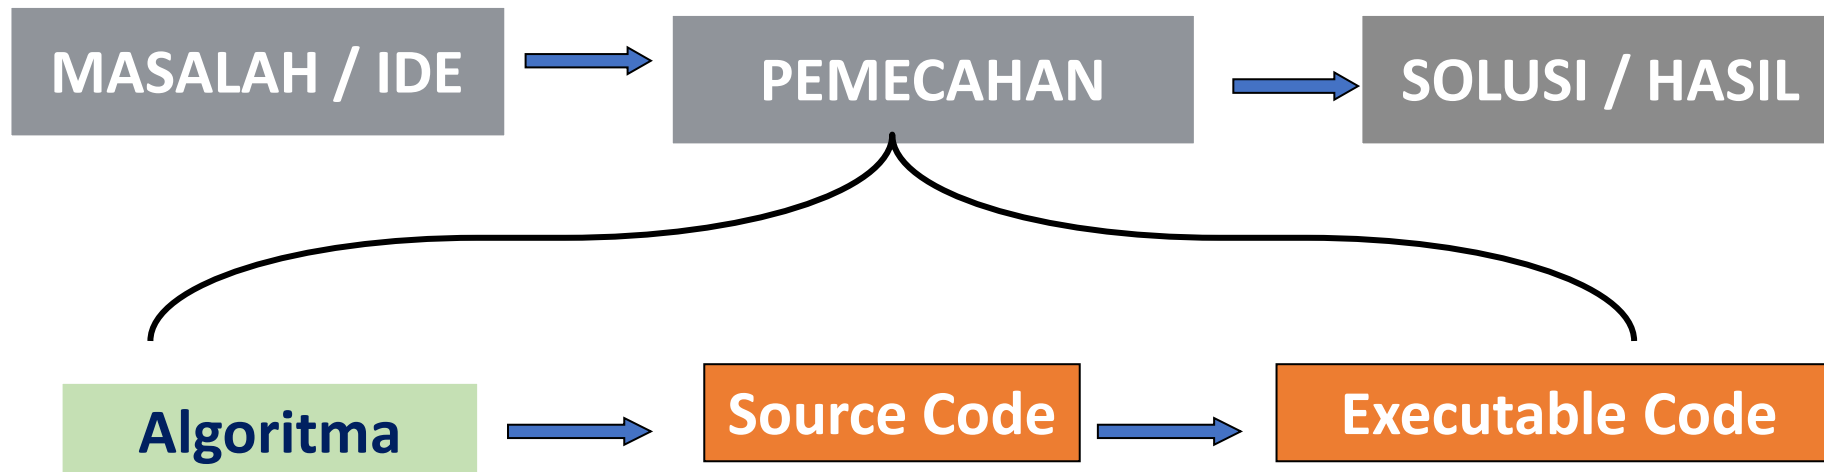 MASALAH / IDE
PEMECAHAN
SOLUSI / HASIL
Algoritma
Source Code
Executable Code